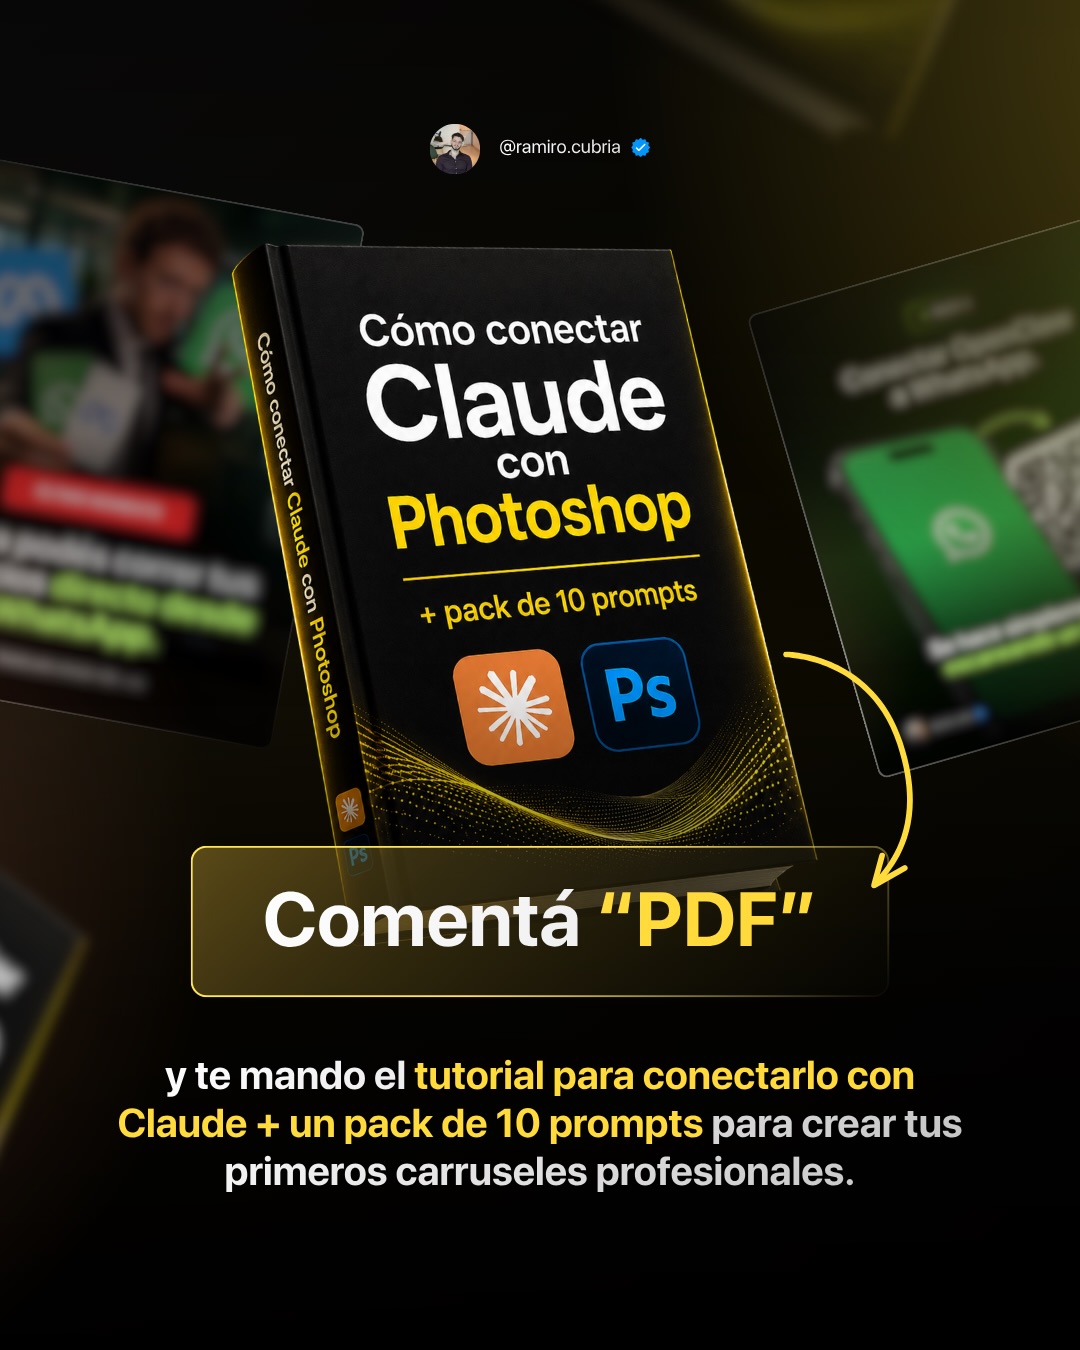 @ramiro.cubria
Cómo conectar
Claude
con
Photoshop
+ pack de 10 prompts
Ps
Cómo conectar Claude con Photoshop
Ps
Comentá “PDF”
y te mando el tutorial para conectarlo con
Claude + un pack de 10 prompts para crear tus
primeros carruseles profesionales.